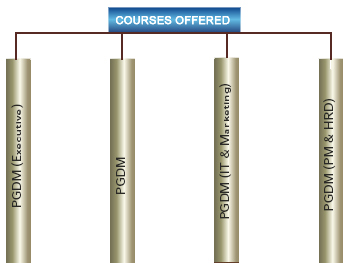 COURSES OFFERED
PGDM (Executive)
PGDM
PGDM (IT & Marketing)
PGDM (PM & HRD)